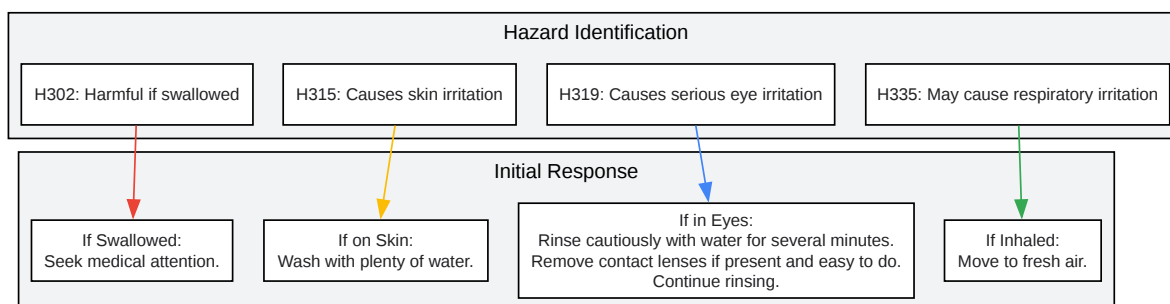 Hazard Identification
H302: Harmful if swallowed
H315: Causes skin irritation
H319: Causes serious eye irritation
H335: May cause respiratory irritation
Initial Response
If Swallowed:
Seek medical attention.
If on Skin:
Wash with plenty of water.
If in Eyes:
Rinse cautiously with water for several minutes.
Remove contact lenses if present and easy to do.
Continue rinsing.
If Inhaled:
Move to fresh air.